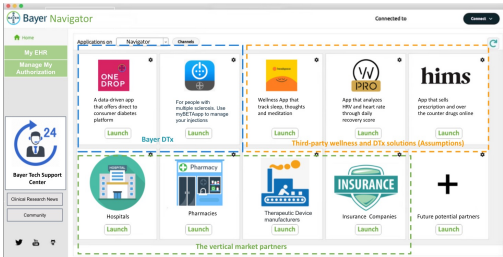 Bayer Navigator
Connected to
Connect
Home
Applications on
Navigator
Channels
My EHR
Manage My
Authorization
24
Bayer Tech Support
Center
Clinical Research News
Community
ONE
DROP
A data-driven app
that offers direct to
consumer diabetes
platform
Launch
For people with
multiple sclerosis. Use
myBETAapp to manage
your injections
Launch
Bayer DTx
Wellness App that
track sleep, thoughts
and meditation
Launch
PRO
App that analyzes
HRV and heart rate
through daily
recovery score
Launch
hims
App that sells
prescription and over
the counter drugs online
Launch
Third-party wellness and DTx solutions (Assumptions)
Hospitals
Launch
Pharmacy
Pharmacies
Launch
Therapeutic Device
manufacturers
Launch
INSURANCE
Insurance Companies
Launch
Future potential partners
Launch
The vertical market partners